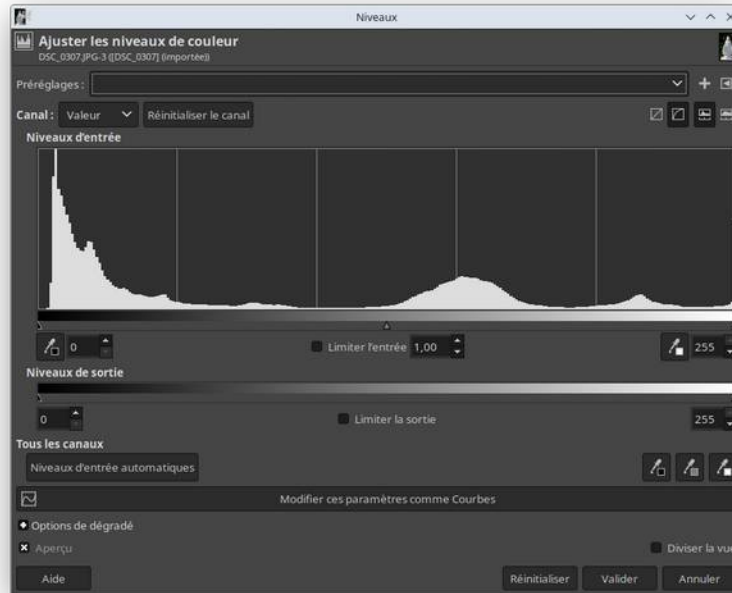 Niveaux
Ajuster les niveaux de couleur
DSC_0307.JPG-3 ([DSC_0307] (importée))
Préréglages :
Canal : Valeur Réinitialiser le canal
Niveaux d'entrée
0 Limiter l'entrée 1,00 255
Niveaux de sortie
0 Limiter la sortie 255
Tous les canaux
Niveaux d'entrée automatiques
Modifier ces paramètres comme Courbes
Options de dégradé
Aperçu Diviser la vue
Aide Réinitialiser Valider Annuler